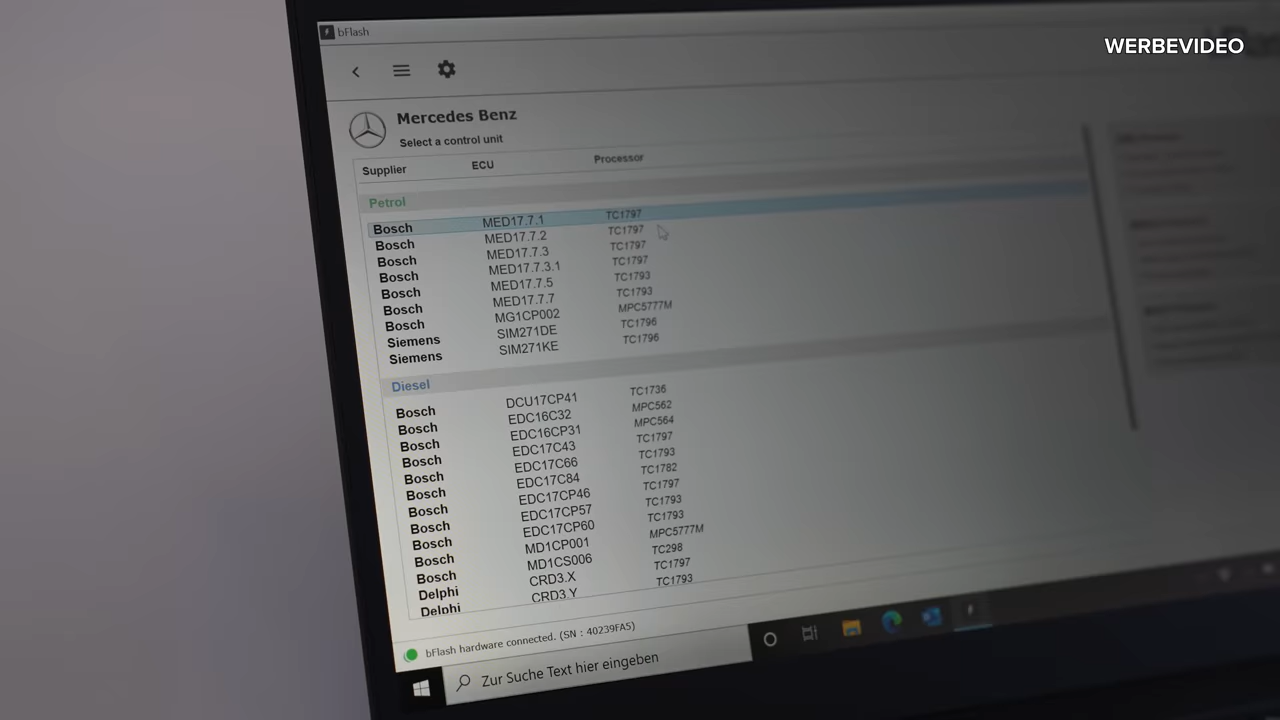 bFlash
WERBEVIDEO
Mercedes Benz
Select a control unit
Supplier ECU Processor
Petrol
Bosch MED17.7.1 TC1797
Bosch MED17.7.2 TC1797
Bosch MED17.7.3 TC1797
Bosch MED17.7.3.1 TC1797
Bosch MED17.7.5 TC1793
Bosch MED17.7.7 TC1793
Bosch MG1CP002 MPC5777M
Siemens SIM271DE TC1796
Siemens SIM271KE TC1796
Diesel
Bosch DCU17CP41 TC1736
Bosch EDC16C32 MPC562
Bosch EDC16CP31 MPC564
Bosch EDC17C43 TC1797
Bosch EDC17C66 TC1793
Bosch EDC17C84 TC1782
Bosch EDC17CP46 TC1797
Bosch EDC17CP57 TC1793
Bosch EDC17CP60 TC1793
Bosch MD1CP001 MPC5777M
Bosch MD1CS006 TC298
Delphi CRD3.X TC1797
Delphi CRD3.Y TC1793
bFlash hardware connected. (SN : 40239FA5)
Zur Suche Text hier eingeben